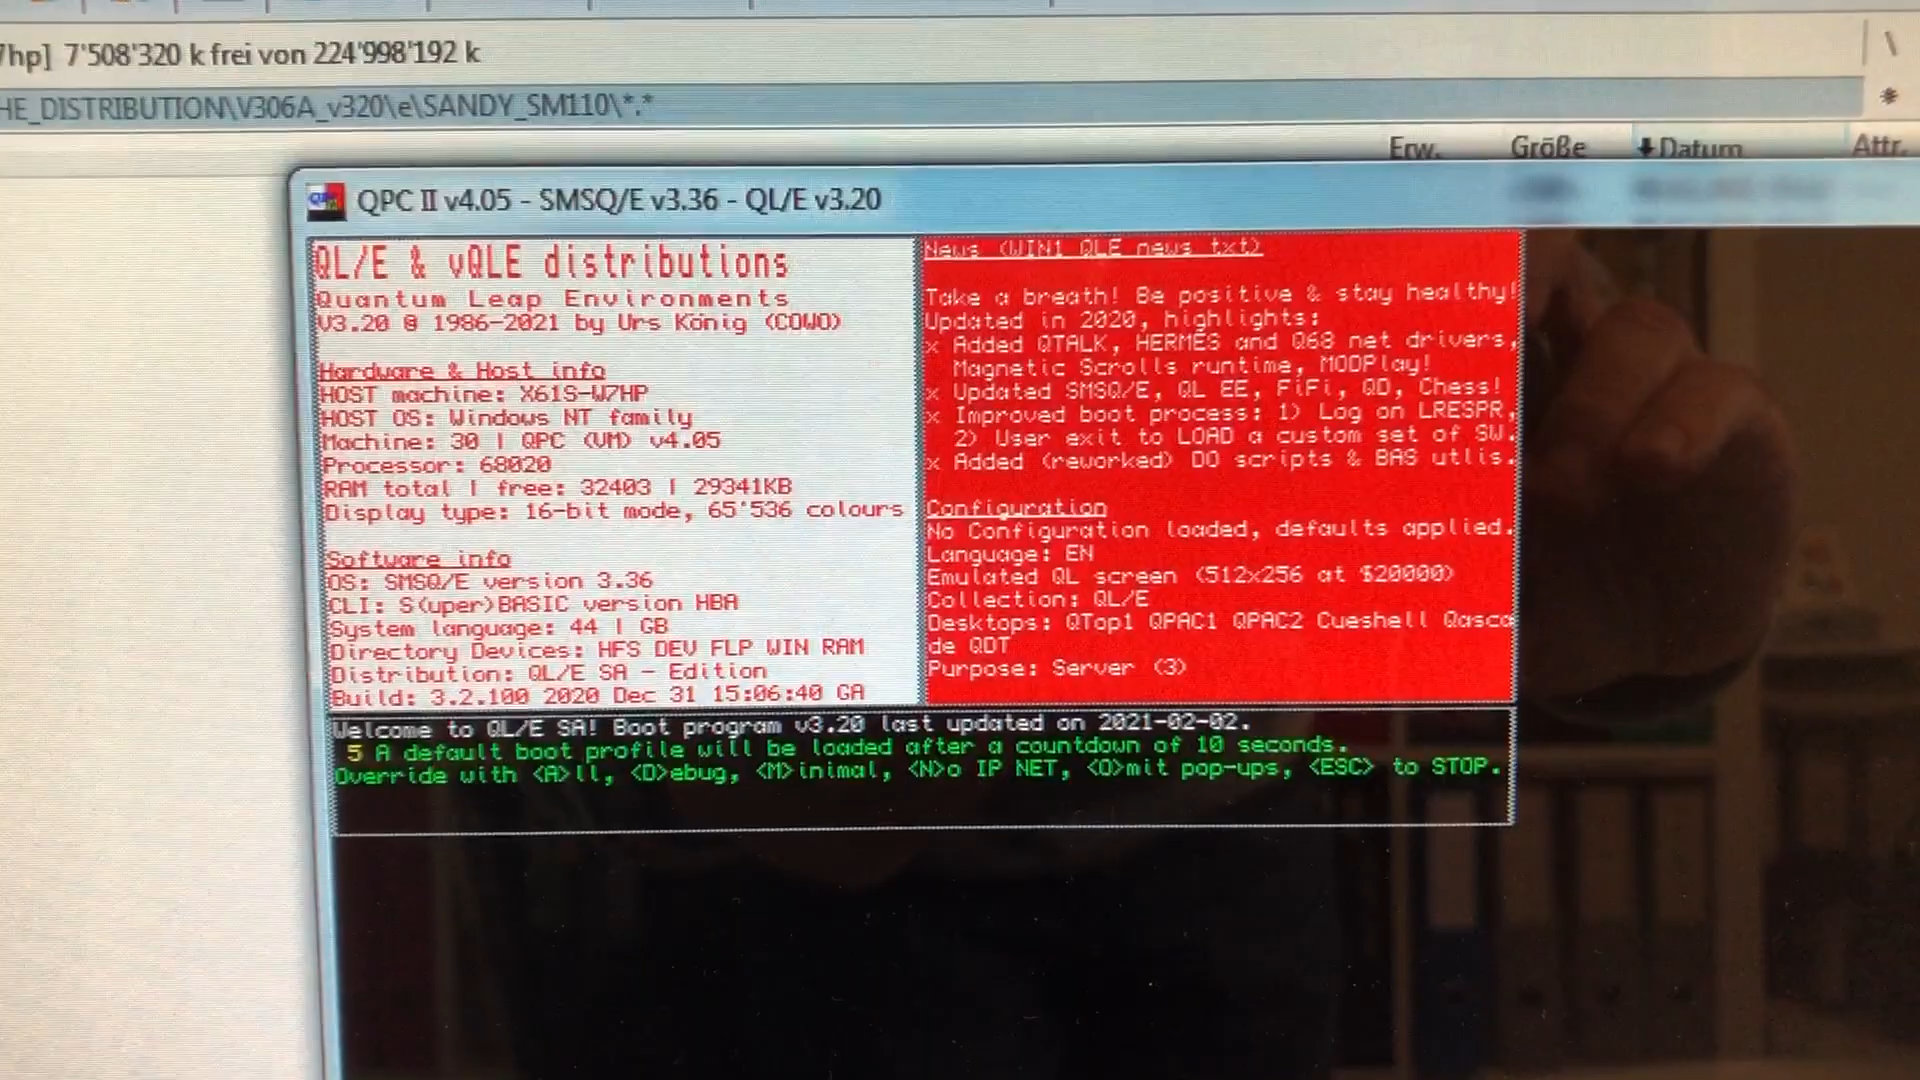 7hp] 7'508'320 k frei von 224'998'192 k
\
HE_DISTRIBUTION\V306A_v320\e\SANDY_SM110\*.*
*
Erw. Größe Datum Attr.
QPC II v4.05 - SMSQ/E v3.36 - QL/E v3.20
QL/E & vQLE distributions
Quantum Leap Environments
V3.20 @ 1986-2021 by Urs König (COWO)
Hardware & Host info
HOST machine: X61S-W7HP
HOST OS: Windows NT family
Machine: 30 | QPC (VM) v4.05
Processor: 68020
RAM total | free: 32403 | 29341KB
Display type: 16-bit mode, 65'536 colours
Software info
OS: SMSQ/E version 3.36
CLI: S(uper)BASIC version HBA
System language: 44 | GB
Directory Devices: HFS DEV FLP WIN RAM
Distribution: QL/E SA - Edition
Build: 3.2.100 2020 Dec 31 15:06:40 GA
News (WIN1_QLE_news_txt)
Take a breath! Be positive & stay healthy!
Updated in 2020, highlights:
x Added QTALK, HERMES and Q68 net drivers,
Magnetic Scrolls runtime, MODPlay!
x Updated SMSQ/E, QL EE, FiFi, QD, Chess!
x Improved boot process: 1) Log on LRESPR,
2) User exit to LOAD a custom set of SW.
x Added (reworked) DO scripts & BAS utlis.
Configuration
No Configuration loaded, defaults applied.
Language: EN
Emulated QL screen (512x256 at $20000)
Collection: QL/E
Desktops: QTop1 QPAC1 QPAC2 Cueshell Qasca
de QDT
Purpose: Server (3)
Welcome to QL/E SA! Boot program v3.20 last updated on 2021-02-02.
5 A default boot profile will be loaded after a countdown of 10 seconds.
Override with <A>ll, <D>ebug, <M>inimal, <N>o IP NET, <O>mit pop-ups, <ESC> to STOP.